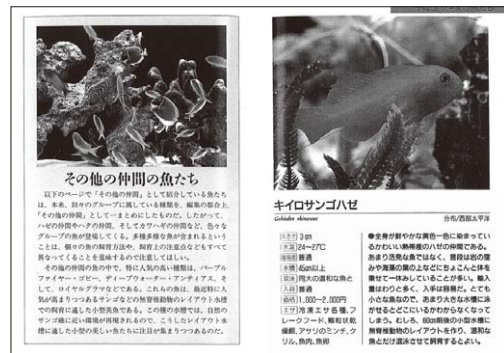 その他の仲間の魚たち
以下のページで「その他の仲間」として紹介している魚たち
は、本来、別々のグループに属している種類を、編集の都合上、
「その他の仲間」として一まとめにしたものだ。したがって、
ハゼの仲間やハタの仲間、そしてカワハギの仲間など、色々な
グループの魚が登場してくる。多種多様な魚が含まれるという
ことは、個々の魚の飼育方法や、飼育上の注意点などもすべて
異なってくることを意味するので注意してほしい。
その他の仲間の魚の中で、特に人気の高い種類は、パープル
ファイヤー・ゴビー、ディープウォーター・アンティアス、そ
して、ロイヤルグラマなどである。これらの魚は、最近特に人
気が高まりつつあるサンゴなどの無脊椎動物のレイアウト水槽
での飼育に適した小型美魚である。この種の水槽では、自然の
サンゴ礁に近い環境が再現されるので、こうしたレイアウト水
槽に適した小型の美しい魚たちに注目が集まりつつあるのだ。
キイロサンゴハゼ
Gobiodon okinawae
分布/西部太平洋
大きさ 3cm
水温 24〜27℃
普通
水槽 45cm以上
混泳 同大の温和な魚と
入荷 普通
価格 1,000〜2,000円
エサ 冷凍エサ各種、フ
レークフード、顆粒状乾
燥餌、アサリのミンチ、ク
リル、魚肉、魚卵
●全身が鮮やかな黄色一色に染まってい
るかわいい熱帯産のハゼの仲間である。
あまり活発な魚ではなく、普段は岩の窪
みや海藻の葉の上などにちょこんと体を
乗せて一休みしていることが多い。輸入
量はわりと多く、入手は容易だ。とても
小さな魚なので、あまり大きな水槽に泳
がせるとどこにいるかわからなくなって
しまう。むしろ、60cm前後の小型水槽に
無脊椎動物のレイアウトを作り、温和な
魚とだけ混泳させて飼育するとよい。